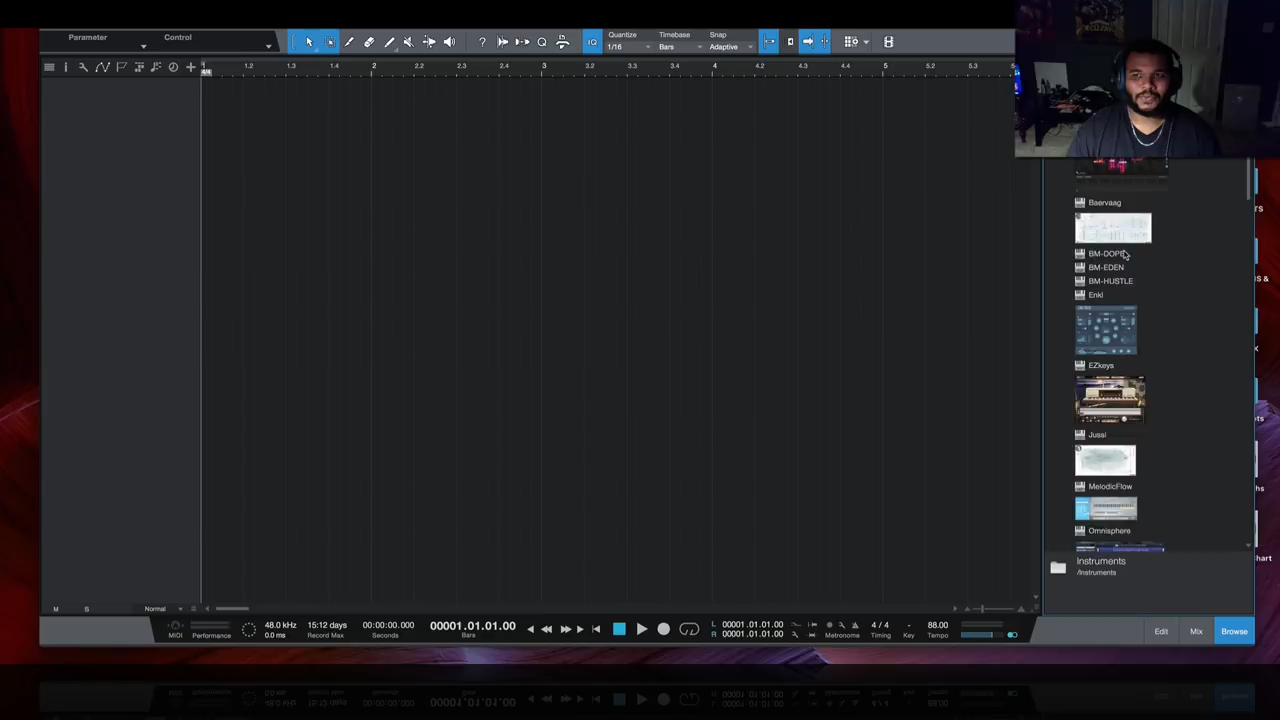 Parameter
Control
Quantize
Timebase
Snap
1/16
Bars
Adaptive
IQ
1.2
1.3
1.4
2
2.2
2.3
2.4
3
3.2
3.3
3.4
4
4.2
4.3
4.4
5
5.2
5.3
4/4
Baervaag
BM-DOPE
BM-EDEN
BM-HUSTLE
Enkl
EZkeys
Jussi
MelodicFlow
Omnisphere
Instruments
/Instruments
M
S
Normal
MIDI
Performance
48.0 kHz
0.0 ms
15:12 days
Record Max
00:00:00.000
Seconds
00001.01.01.00
Bars
L
00001.01.01.00
R
00001.01.01.00
Metronome
4 / 4
Timing
-
Key
88.00
Tempo
Edit
Mix
Browse